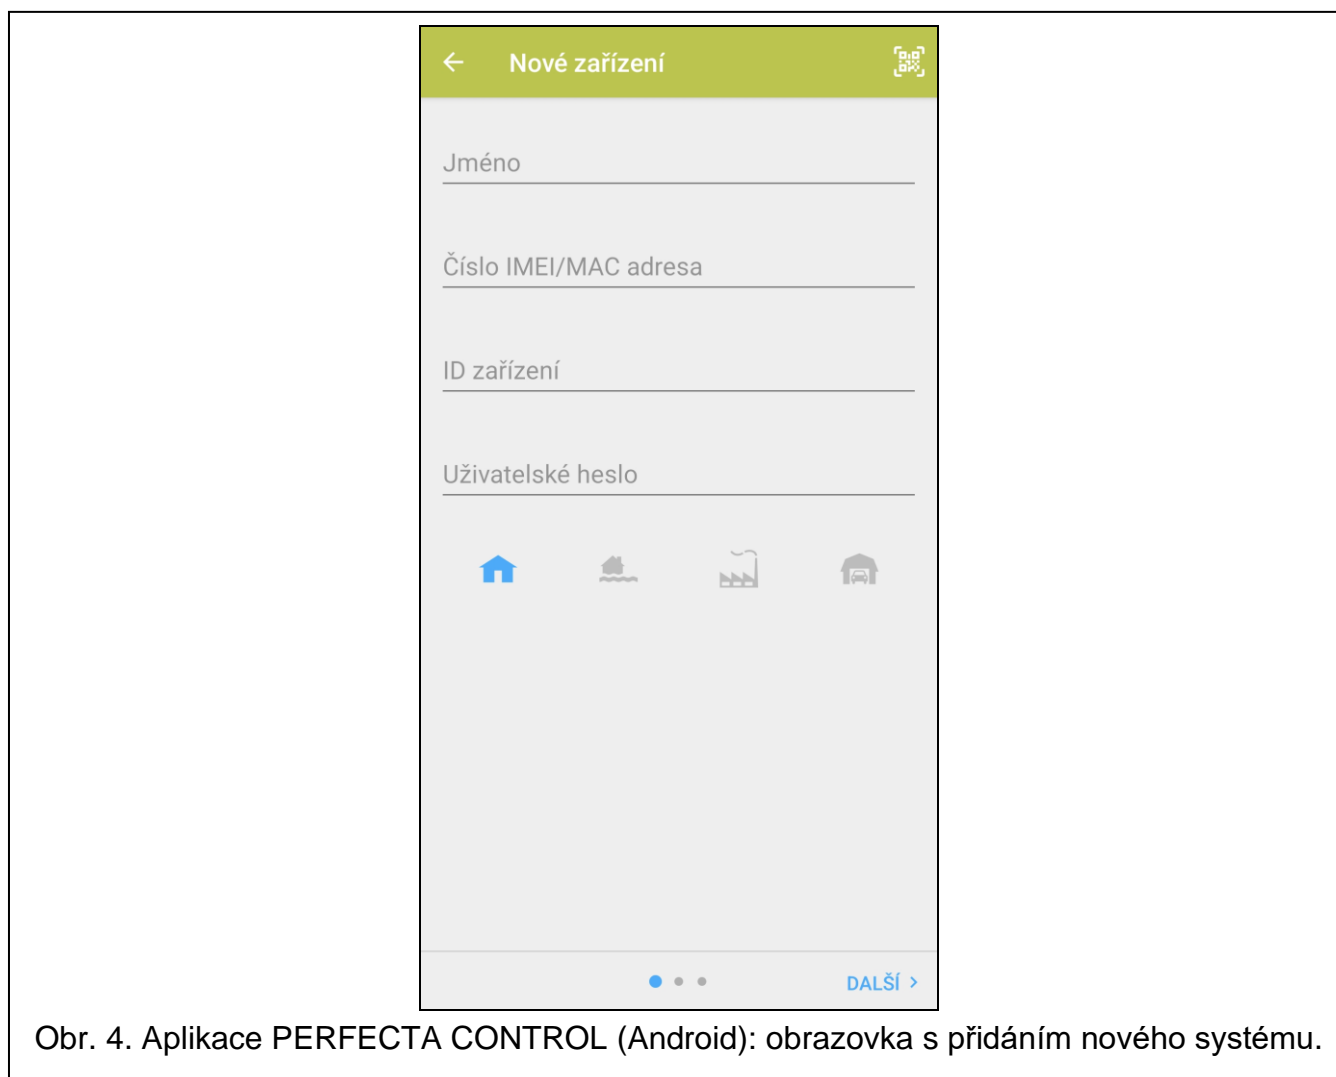 Nové zařízení
Jméno
Číslo IMEI/MAC adresa
ID zařízení
Uživatelské heslo
DALŠÍ
Obr. 4. Aplikace PERFECTA CONTROL (Android): obrazovka s přidáním nového systému.